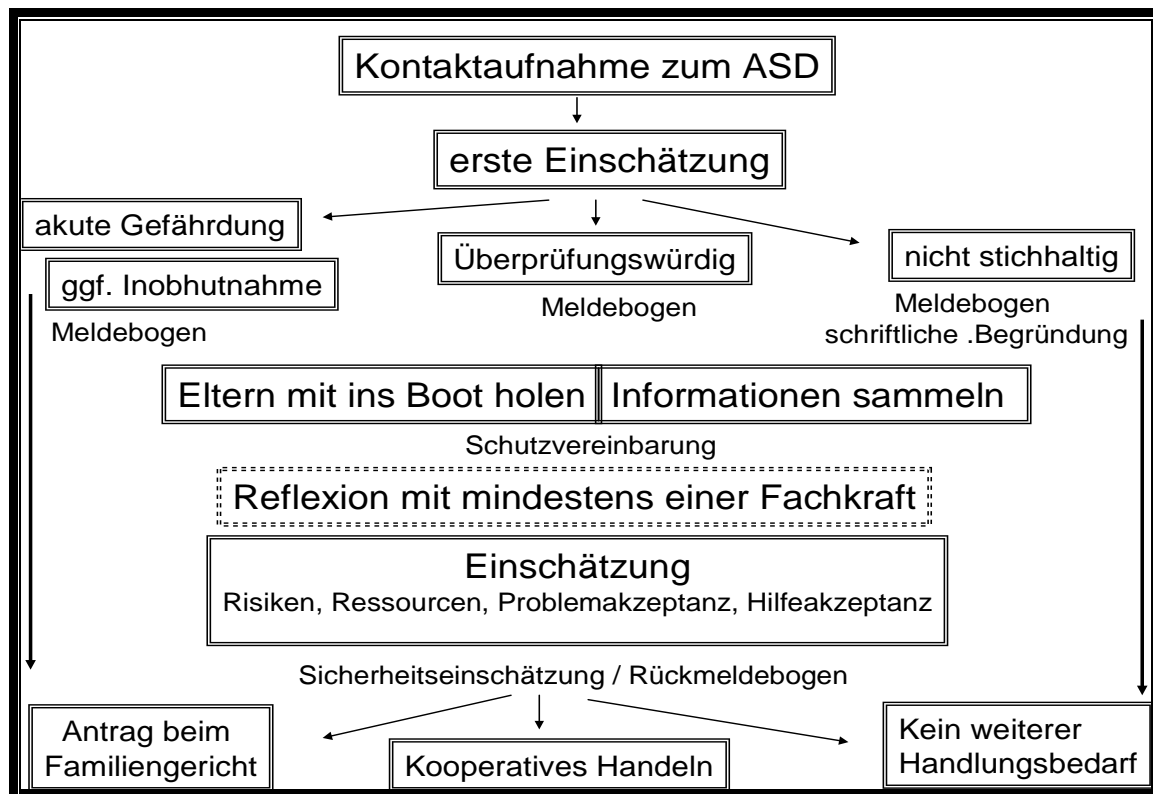 Kontaktaufnahme zum ASD
erste Einschätzung
akute Gefährdung
ggf. Inobhutnahme
Meldebogen
Überprüfungswürdig
Meldebogen
nicht stichhaltig
Meldebogen
schriftliche .Begründung
Eltern mit ins Boot holen
Informationen sammeln
Schutzvereinbarung
Reflexion mit mindestens einer Fachkraft
Einschätzung
Risiken, Ressourcen, Problemakzeptanz, Hilfeakzeptanz
Sicherheitseinschätzung / Rückmeldebogen
Antrag beim
Familiengericht
Kooperatives Handeln
Kein weiterer
Handlungsbedarf